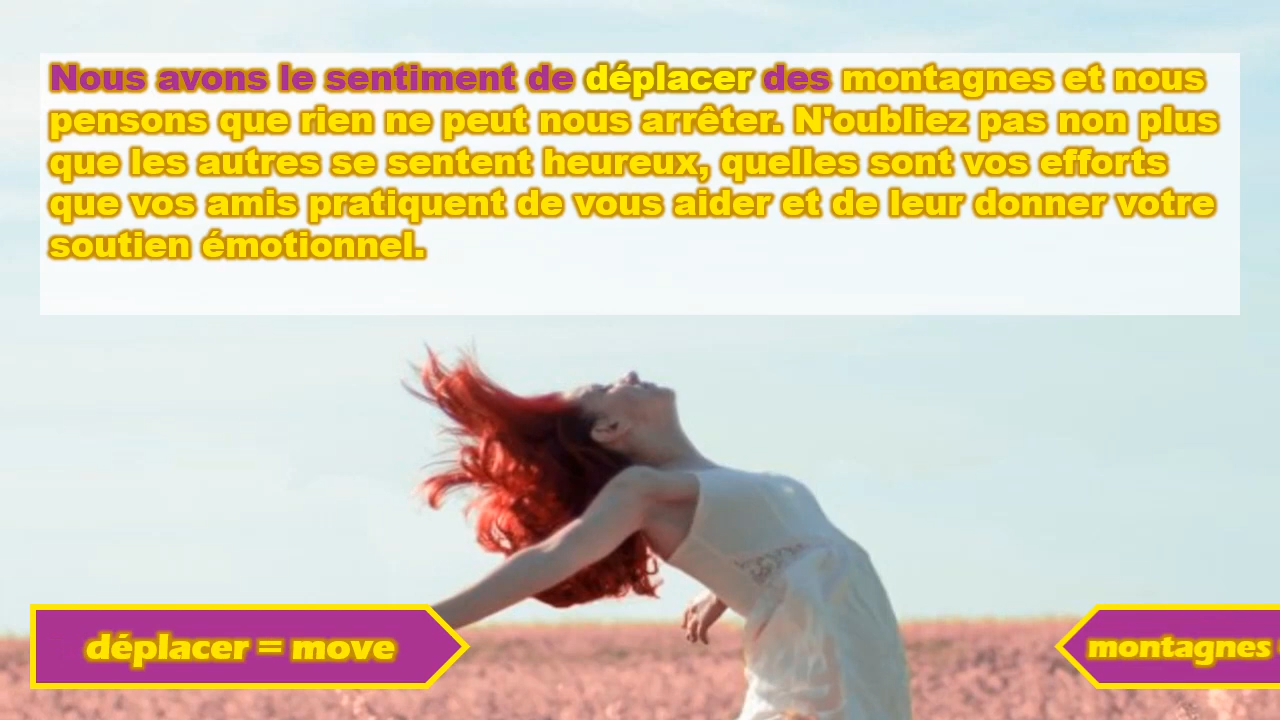 Nous avons le sentiment de déplacer des montagnes et nous
pensons que rien ne peut nous arrêter. N'oubliez pas non plus
que les autres se sentent heureux, quelles sont vos efforts
que vos amis pratiquent de vous aider et de leur donner votre
soutien émotionnel.
déplacer = move
montagnes